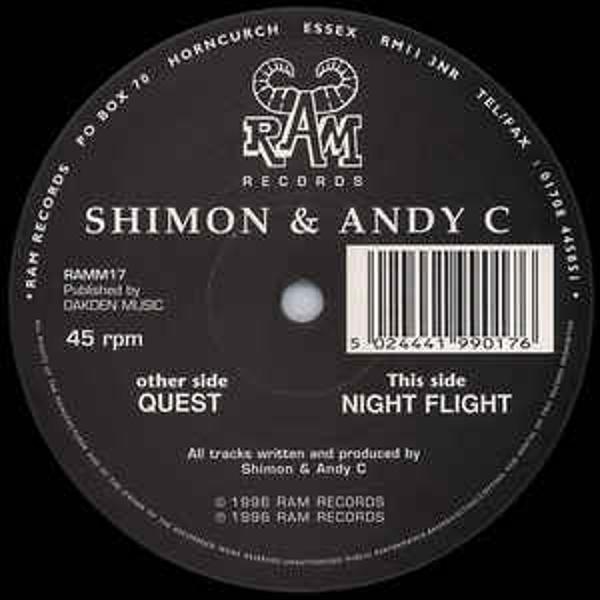 • RAM RECORDS PO BOX 70 HORNCURCH ESSEX RM11 3NR TEL/FAX : 01708 445851 •
RAM
RECORDS
SHIMON & ANDY C
RAMM17
Published by
DAKDEN MUSIC
45 rpm
5 024441 990176
other side
QUEST
This side
NIGHT FLIGHT
All tracks written and produced by
Shimon & Andy C
℗ 1996 RAM RECORDS
© 1996 RAM RECORDS